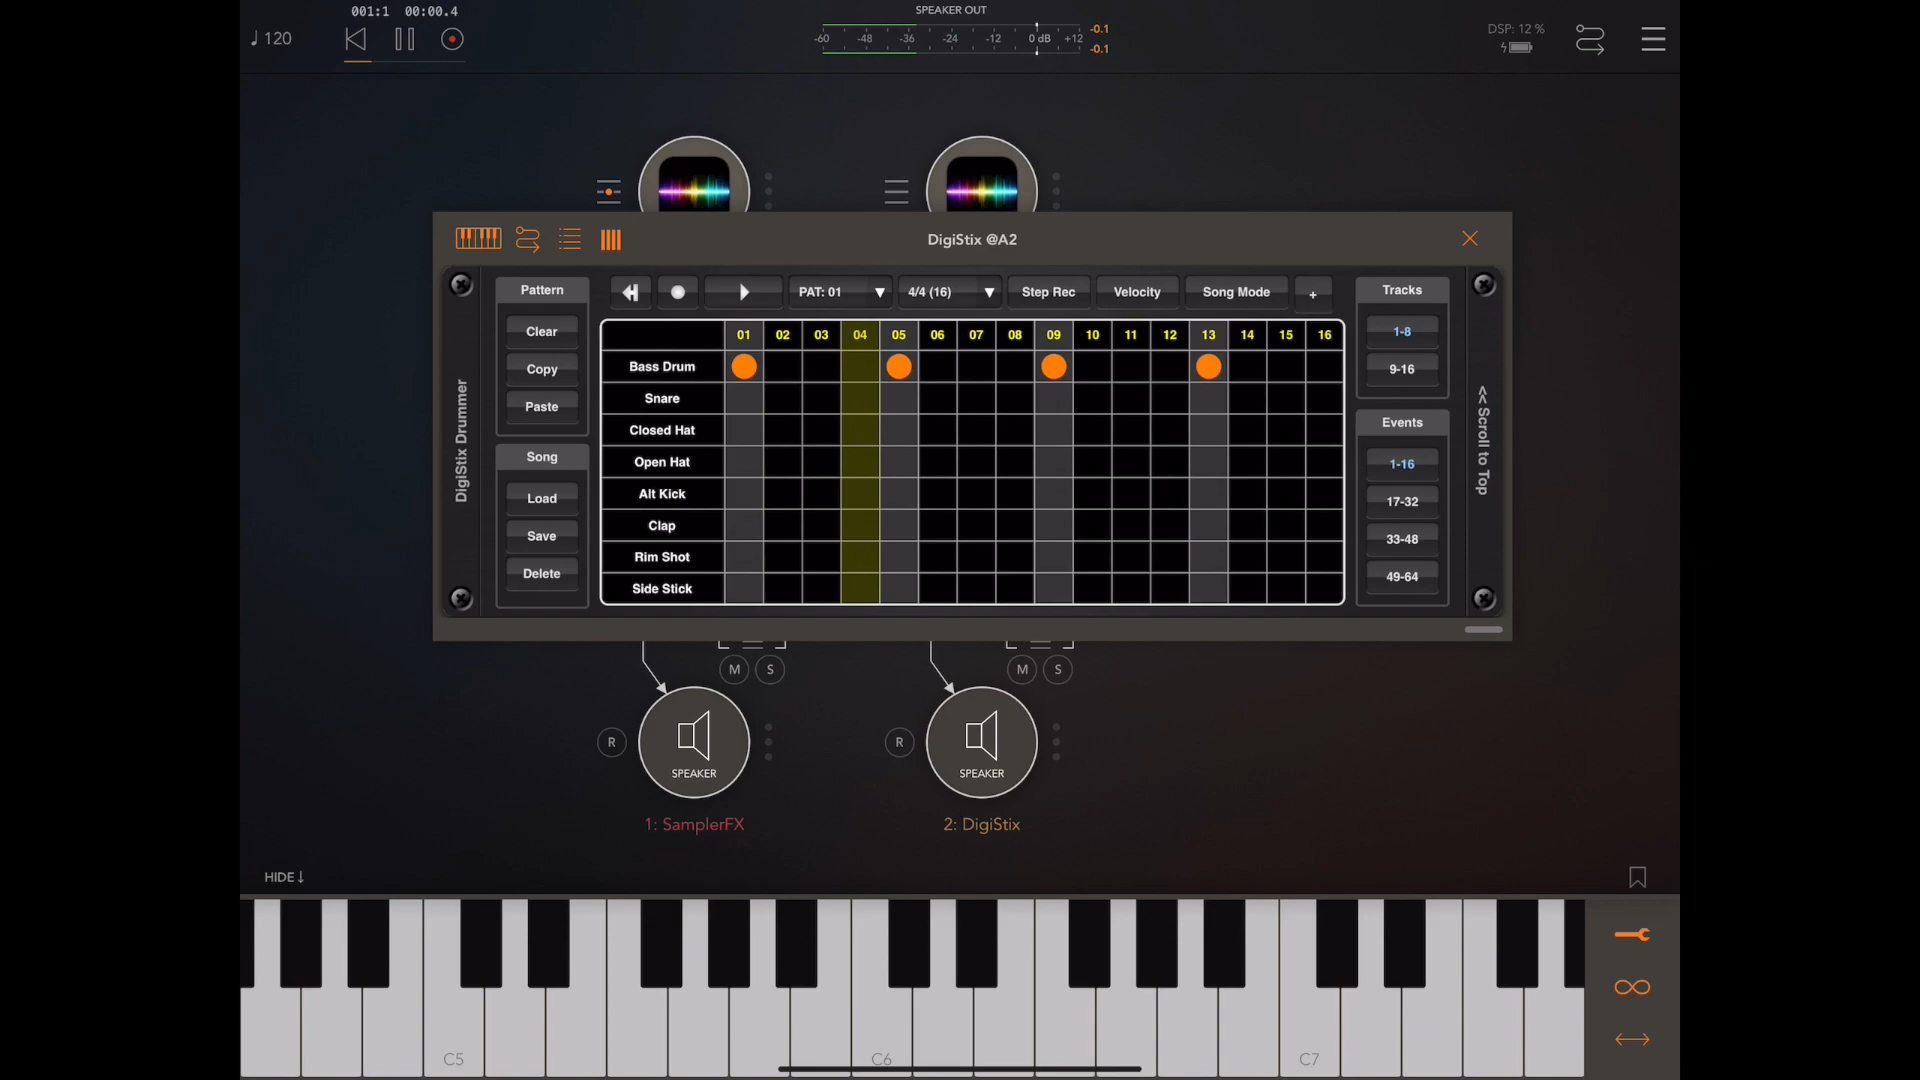 001:1 00:00.4
♩ 120
SPEAKER OUT
-60 -48 -36 -24 -12 0 dB +12
-0.1
-0.1
DSP: 12 %
DigiStix @A2
DigiStix Drummer
Pattern
Clear
Copy
Paste
Song
Load
Save
Delete
PAT: 01 ▼ 4/4 (16) ▼ Step Rec Velocity Song Mode +
01 02 03 04 05 06 07 08 09 10 11 12 13 14 15 16
Bass Drum
Snare
Closed Hat
Open Hat
Alt Kick
Clap
Rim Shot
Side Stick
Tracks
1-8
9-16
Events
1-16
17-32
33-48
49-64
<< Scroll to Top
M S M S
R SPEAKER R SPEAKER
1: SamplerFX 2: DigiStix
HIDE↓
C5 C6 C7